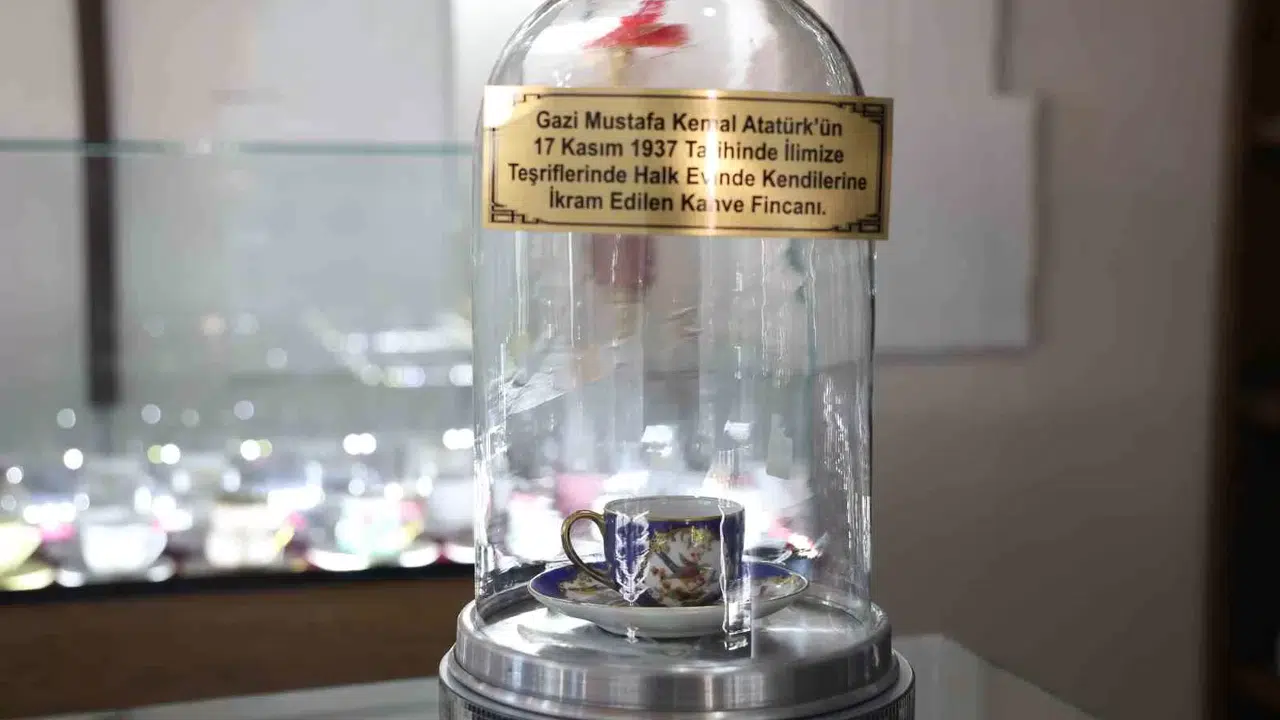 Gazi Mustafa Kemal Atatürk'ün
17 Kasım 1937 Tarihinde İlimize
Teşriflerinde Halk Evinde Kendilerine
İkram Edilen Kahve Fincanı.